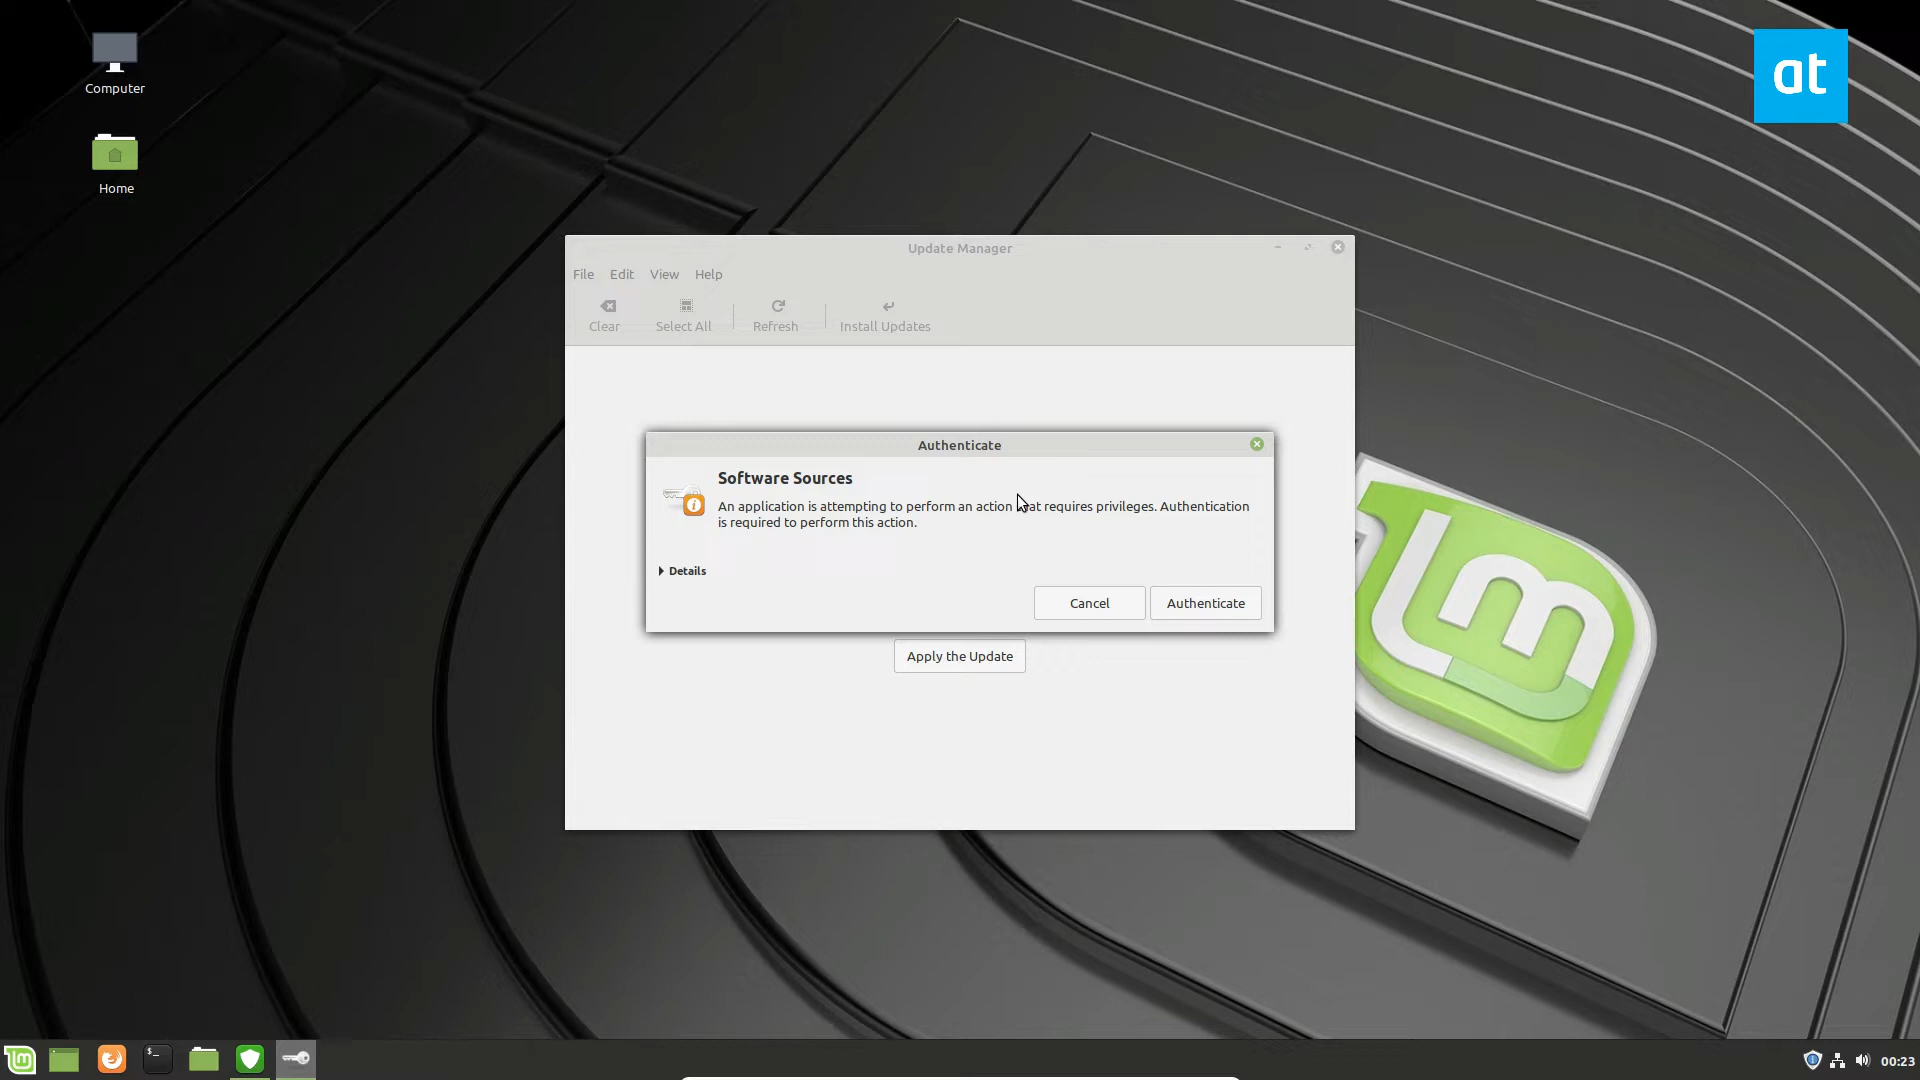 Computer
at
Home
Update Manager
File Edit View Help
Clear Select All Refresh Install Updates
Authenticate
Software Sources
An application is attempting to perform an action at requires privileges. Authentication
is required to perform this action.
Details
Cancel Authenticate
Apply the Update
lm
00:23